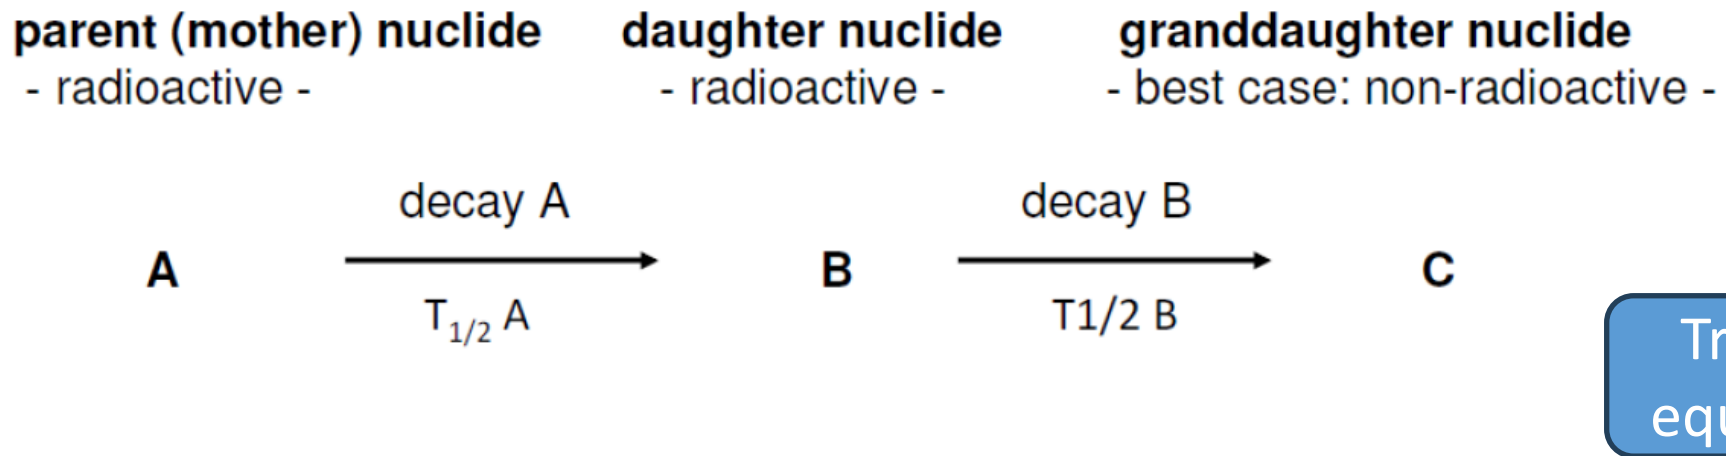 parent (mother) nuclide daughter nuclide granddaughter nuclide
- radioactive - - radioactive - - best case: non-radioactive -
decay A decay B
A B C
T1/2 A T1/2 B